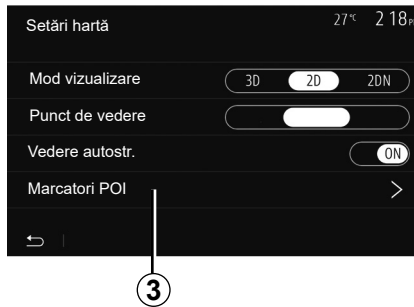 Setări hartă 27°C 2 18
Mod vizualizare 3D 2D 2DN
Punct de vedere
Vedere autostr. ON
Marcatori POI
3